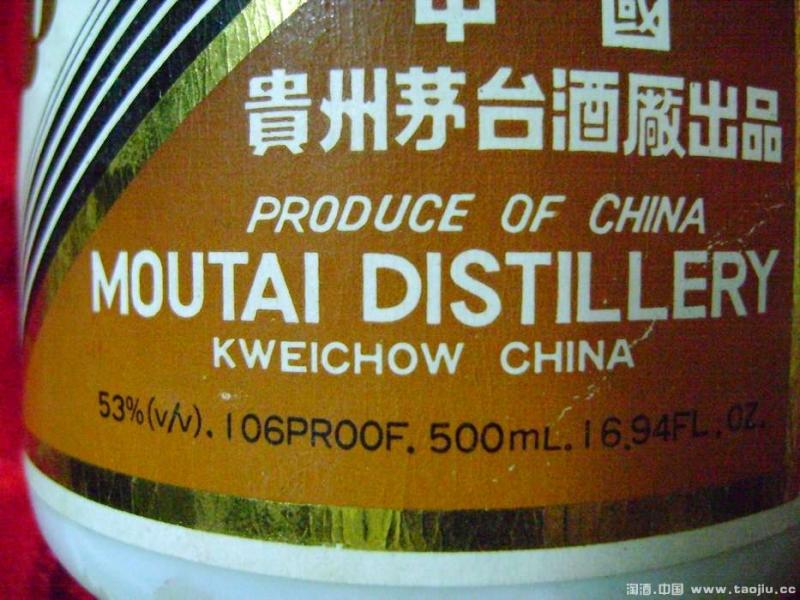 中國
貴州茅台酒厰出品
PRODUCE OF CHINA
MOUTAI DISTILLERY
KWEICHOW CHINA
53%(v/v). 106PROOF. 500mL. 16.94FL.OZ.
淘酒.中国 www.taojiu.cc